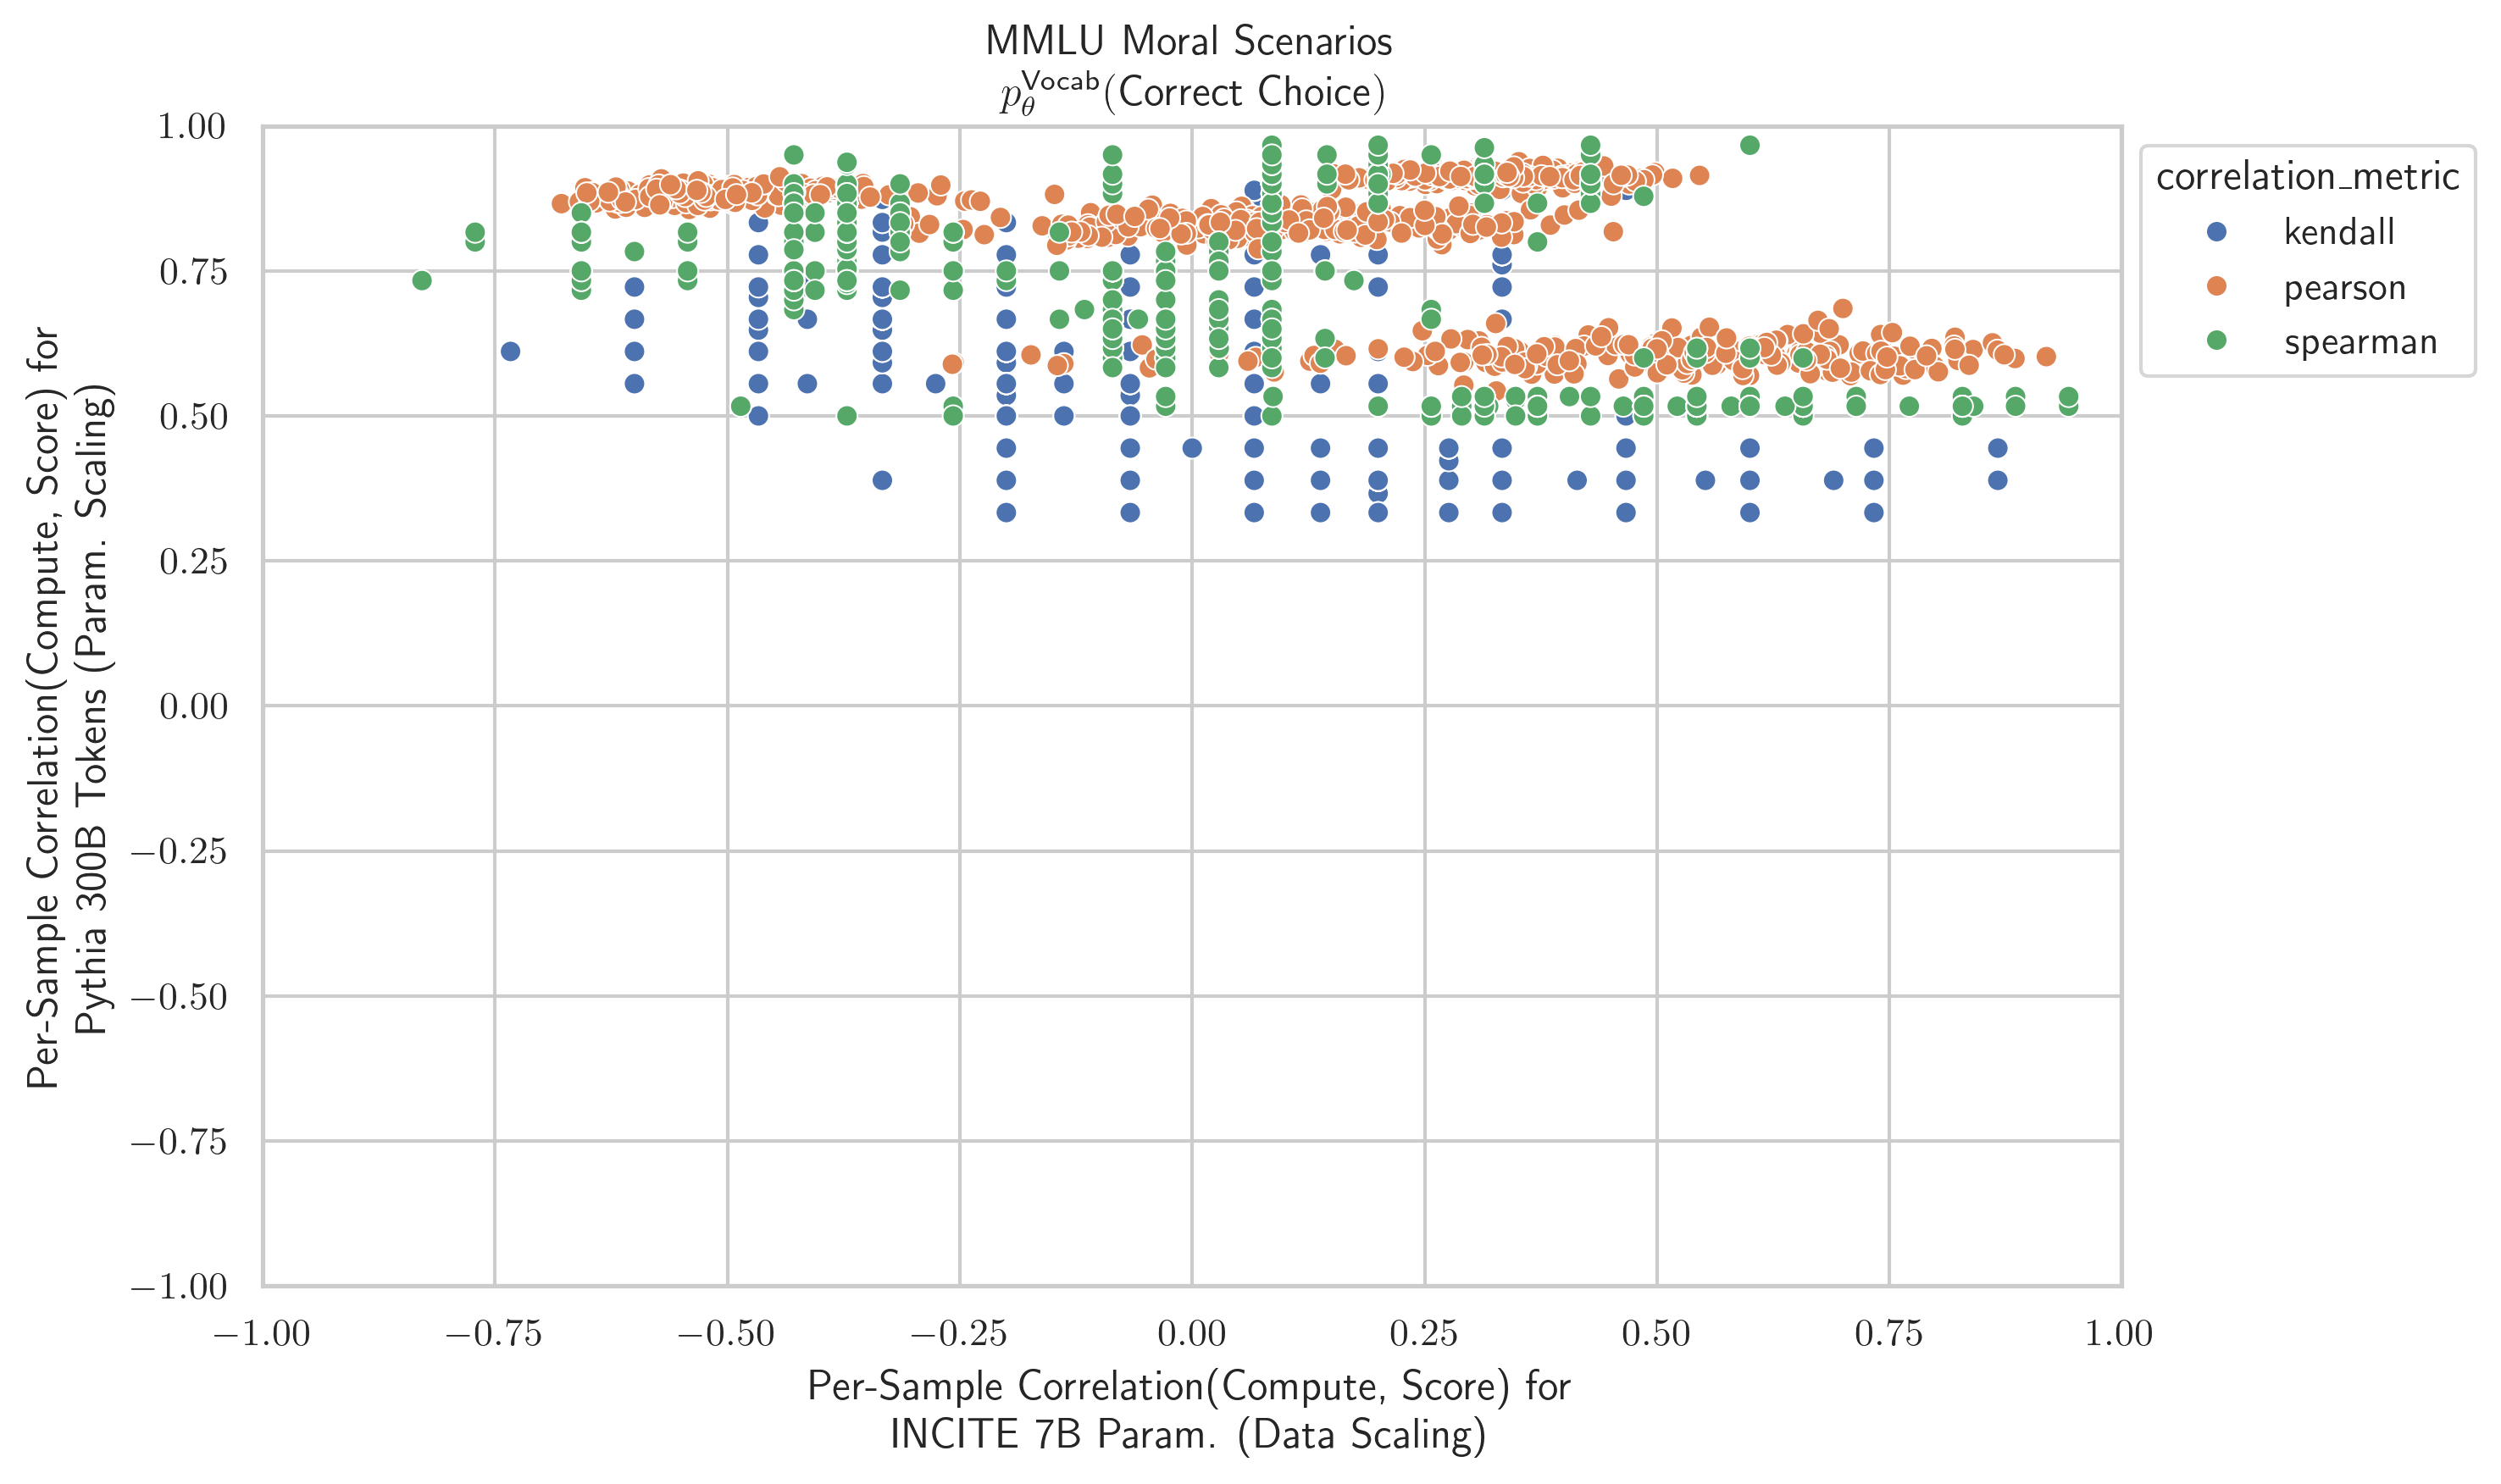 MMLU Moral Scenarios
p_θ^Vocab(Correct Choice)
1.00
0.75
0.50
0.25
0.00
−0.25
−0.50
−0.75
−1.00
Per-Sample Correlation(Compute, Score) for
Pythia 300B Tokens (Param. Scaling)
correlation_metric
kendall
pearson
spearman
−1.00 −0.75 −0.50 −0.25 0.00 0.25 0.50 0.75 1.00
Per-Sample Correlation(Compute, Score) for
INCITE 7B Param. (Data Scaling)